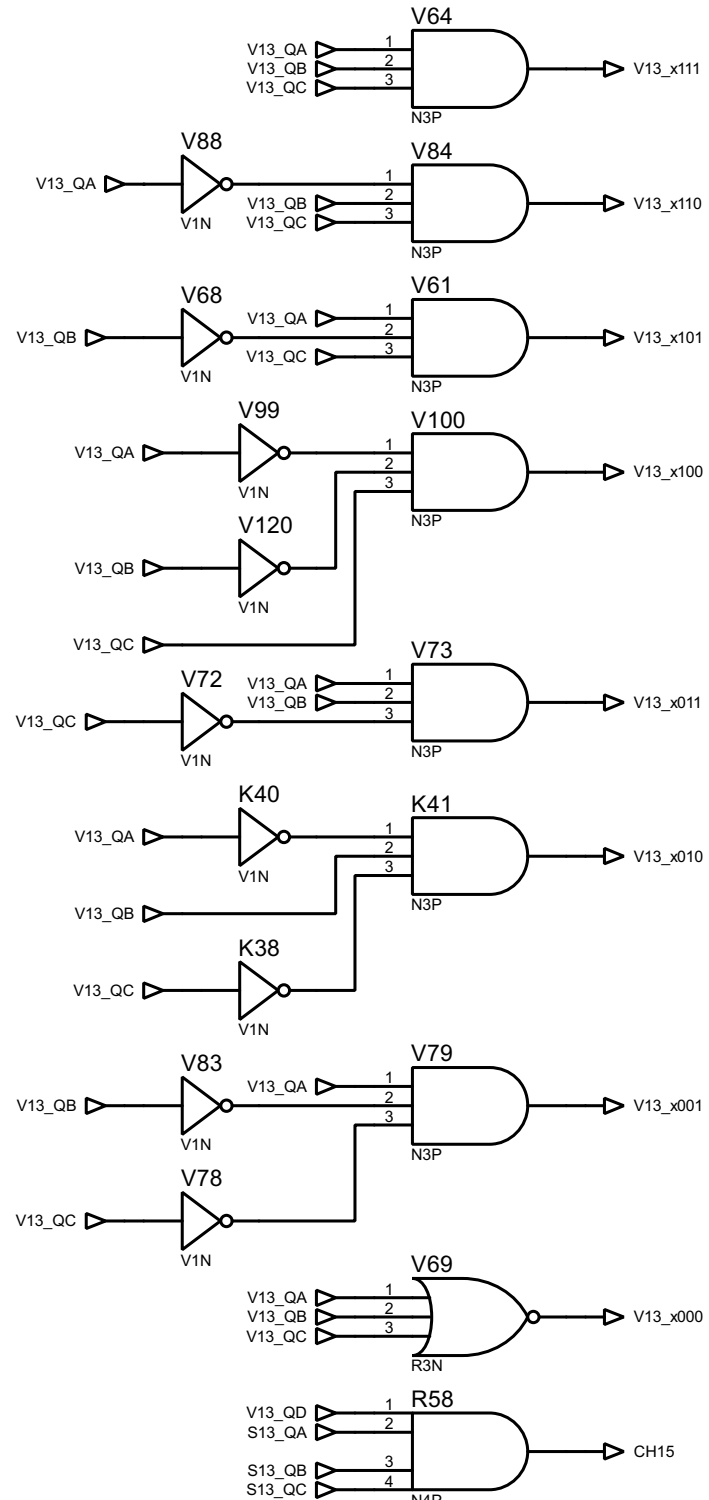 V64
V13_QA 1
V13_QB 2 V13_x111
V13_QC 3
N3P
V88 V84
V13_QA 1
V13_QB 2 V13_x110
V13_QC 3
V1N N3P
V68 V61
V13_QA 1
V13_QB 2 V13_x101
V13_QC 3
V1N N3P
V99 V100
V13_QA 1
2 V13_x100
3
V1N N3P
V120
V13_QB
V1N
V13_QC
V72 V73
V13_QA 1
V13_QB 2 V13_x011
V13_QC 3
V1N N3P
K40 K41
V13_QA 1
2 V13_x010
3
V1N N3P
V13_QB
K38
V13_QC
V1N
V83 V79
V13_QA 1
V13_QB 2 V13_x001
3
V1N N3P
V78
V13_QC
V1N
V69
V13_QA 1
V13_QB 2 V13_x000
V13_QC 3
R3N
R58
V13_QD 1
S13_QA 2
CH15
S13_QB 3
S13_QC 4